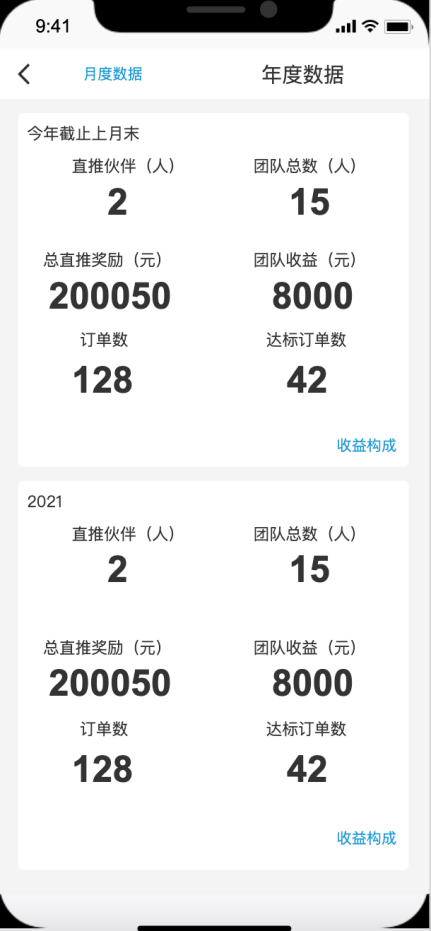 9:41
月度数据 年度数据
今年截止上月末
直推伙伴（人） 团队总数（人）
2 15
总直推奖励（元） 团队收益（元）
200050 8000
订单数 达标订单数
128 42
收益构成
2021
直推伙伴（人） 团队总数（人）
2 15
总直推奖励（元） 团队收益（元）
200050 8000
订单数 达标订单数
128 42
收益构成